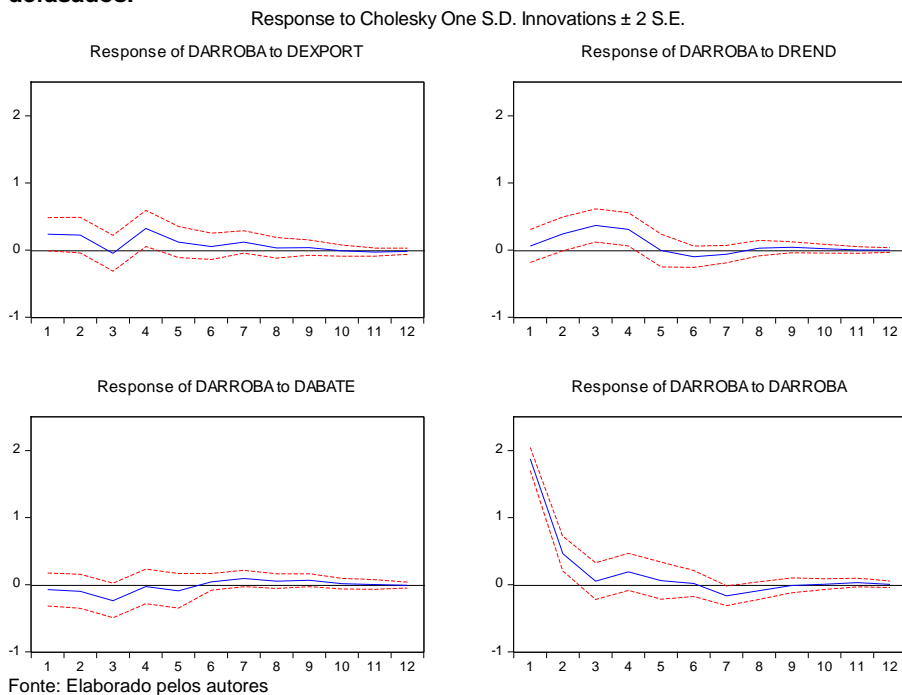 defasados.
Response to Cholesky One S.D. Innovations ± 2 S.E.
Response of DARROBA to DEXPORT
Response of DARROBA to DREND
2
1
0
-1
1 2 3 4 5 6 7 8 9 10 11 12
2
1
0
-1
1 2 3 4 5 6 7 8 9 10 11 12
Response of DARROBA to DABATE
Response of DARROBA to DARROBA
2
1
0
-1
1 2 3 4 5 6 7 8 9 10 11 12
2
1
0
-1
1 2 3 4 5 6 7 8 9 10 11 12
Fonte: Elaborado pelos autores